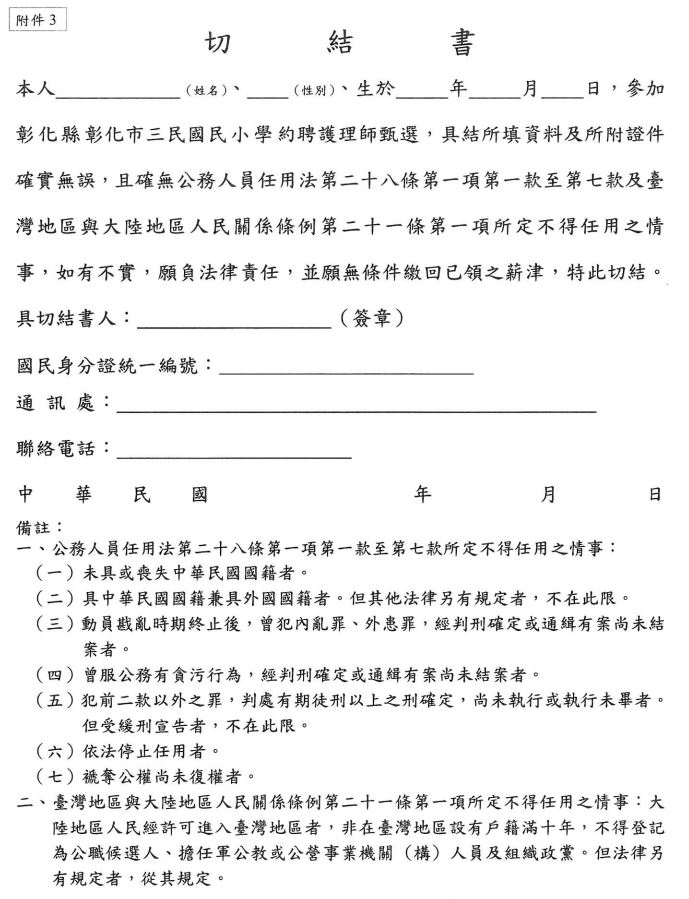 附件 3
切結書
本人____________(姓名)、____(性別)、生於_____年_____月____日，參加
彰化縣彰化市三民國民小學約聘護理師甄選，具結所填資料及所附證件
確實無誤，且確無公務人員任用法第二十八條第一項第一款至第七款及臺
灣地區與大陸地區人民關係條例第二十一條第一項所定不得任用之情
事，如有不實，願負法律責任，並願無條件繳回已領之薪津，特此切結。
具切結書人：___________________（簽章）
國民身分證統一編號：_________________________
通 訊 處：_______________________________________________
聯絡電話：_______________________
中 華 民 國 年 月 日
備註：
一、公務人員任用法第二十八條第一項第一款至第七款所定不得任用之情事：
（一）未具或喪失中華民國國籍者。
（二）具中華民國國籍兼具外國國籍者。但其他法律另有規定者，不在此限。
（三）動員戡亂時期終止後，曾犯內亂罪、外患罪，經判刑確定或通緝有案尚未結
案者。
（四）曾服公務有貪污行為，經判刑確定或通緝有案尚未結案者。
（五）犯前二款以外之罪，判處有期徒刑以上之刑確定，尚未執行或執行未畢者。
但受緩刑宣告者，不在此限。
（六）依法停止任用者。
（七）褫奪公權尚未復權者。
二、臺灣地區與大陸地區人民關係條例第二十一條第一項所定不得任用之情事：大
陸地區人民經許可進入臺灣地區者，非在臺灣地區設有戶籍滿十年，不得登記
為公職候選人、擔任軍公教或公營事業機關（構）人員及組織政黨。但法律另
有規定者，從其規定。